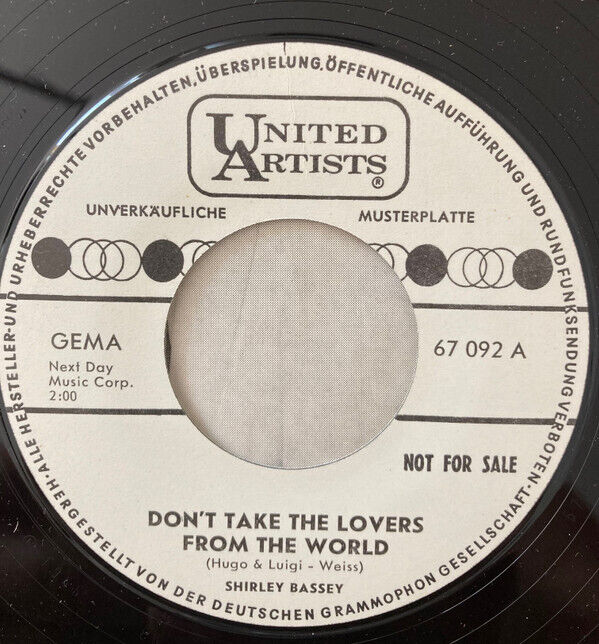 ALLE HERSTELLER-UND URHEBERRECHTE VORBEHALTEN,ÜBERSPIELUNG,ÖFFENTLICHE AUFFÜHRUNG UND RUNDFUNKSENDUNG VERBOTEN·
UNITED
ARTISTS
®
UNVERKÄUFLICHE MUSTERPLATTE
GEMA
Next Day
Music Corp.
2:00
67 092 A
NOT FOR SALE
DON'T TAKE THE LOVERS
FROM THE WORLD
(Hugo & Luigi - Weiss)
SHIRLEY BASSEY
HERGESTELLT VON DER DEUTSCHEN GRAMMOPHON GESELLSCHAFT·